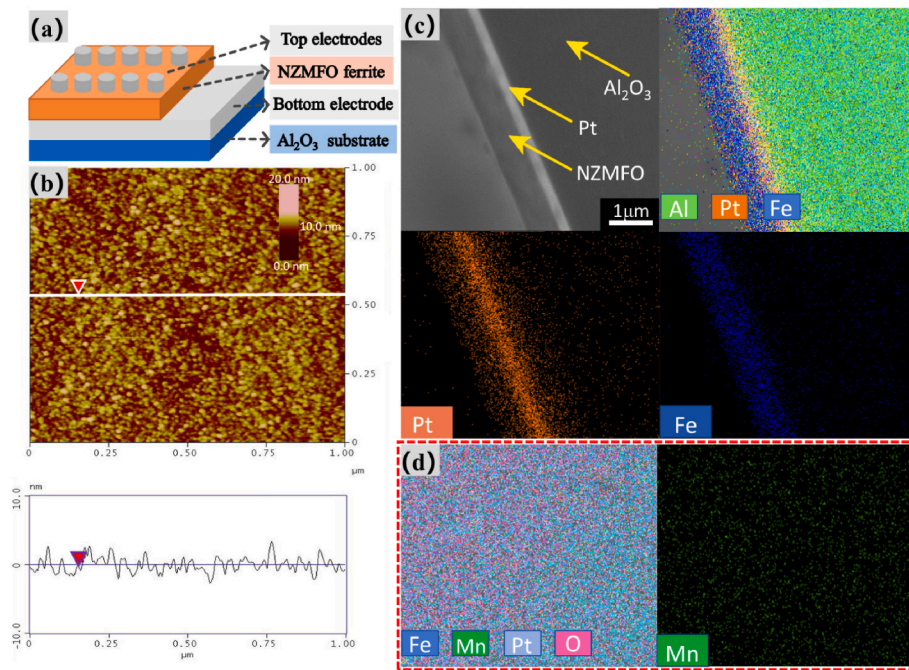 (a)
Top electrodes
NZMFO ferrite
Bottom electrode
Al₂O₃ substrate
(b)
20.0 nm
10.0 nm
0.0 nm
1.00
0.75
0.50
0.25
0
0
0.25
0.50
0.75
1.00
µm
nm
10.0
0
-10.0
0
0.25
0.50
0.75
1.00
µm
(c)
Al₂O₃
Pt
NZMFO
1µm
Al Pt Fe
Pt
Fe
(d)
Fe Mn Pt O
Mn